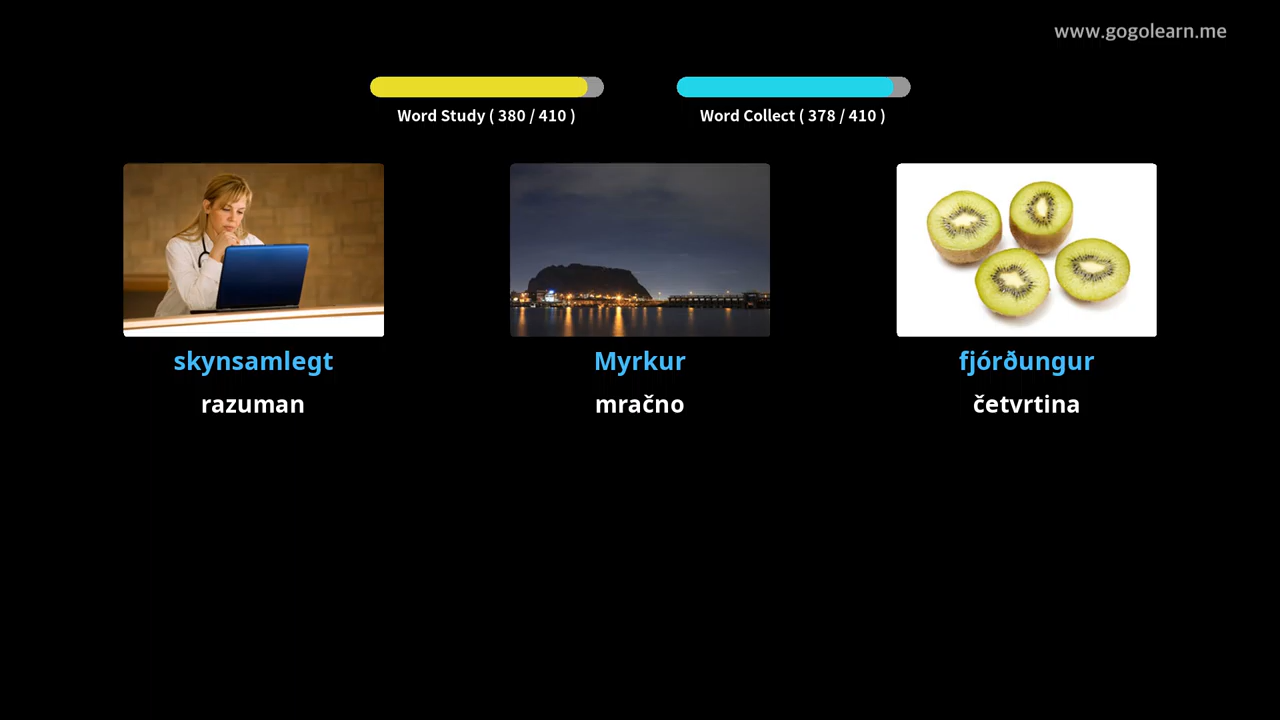 www.gogolearn.me
Word Study ( 380 / 410 )
Word Collect ( 378 / 410 )
skynsamlegt
Myrkur
fjórðungur
razuman
mračno
četvrtina